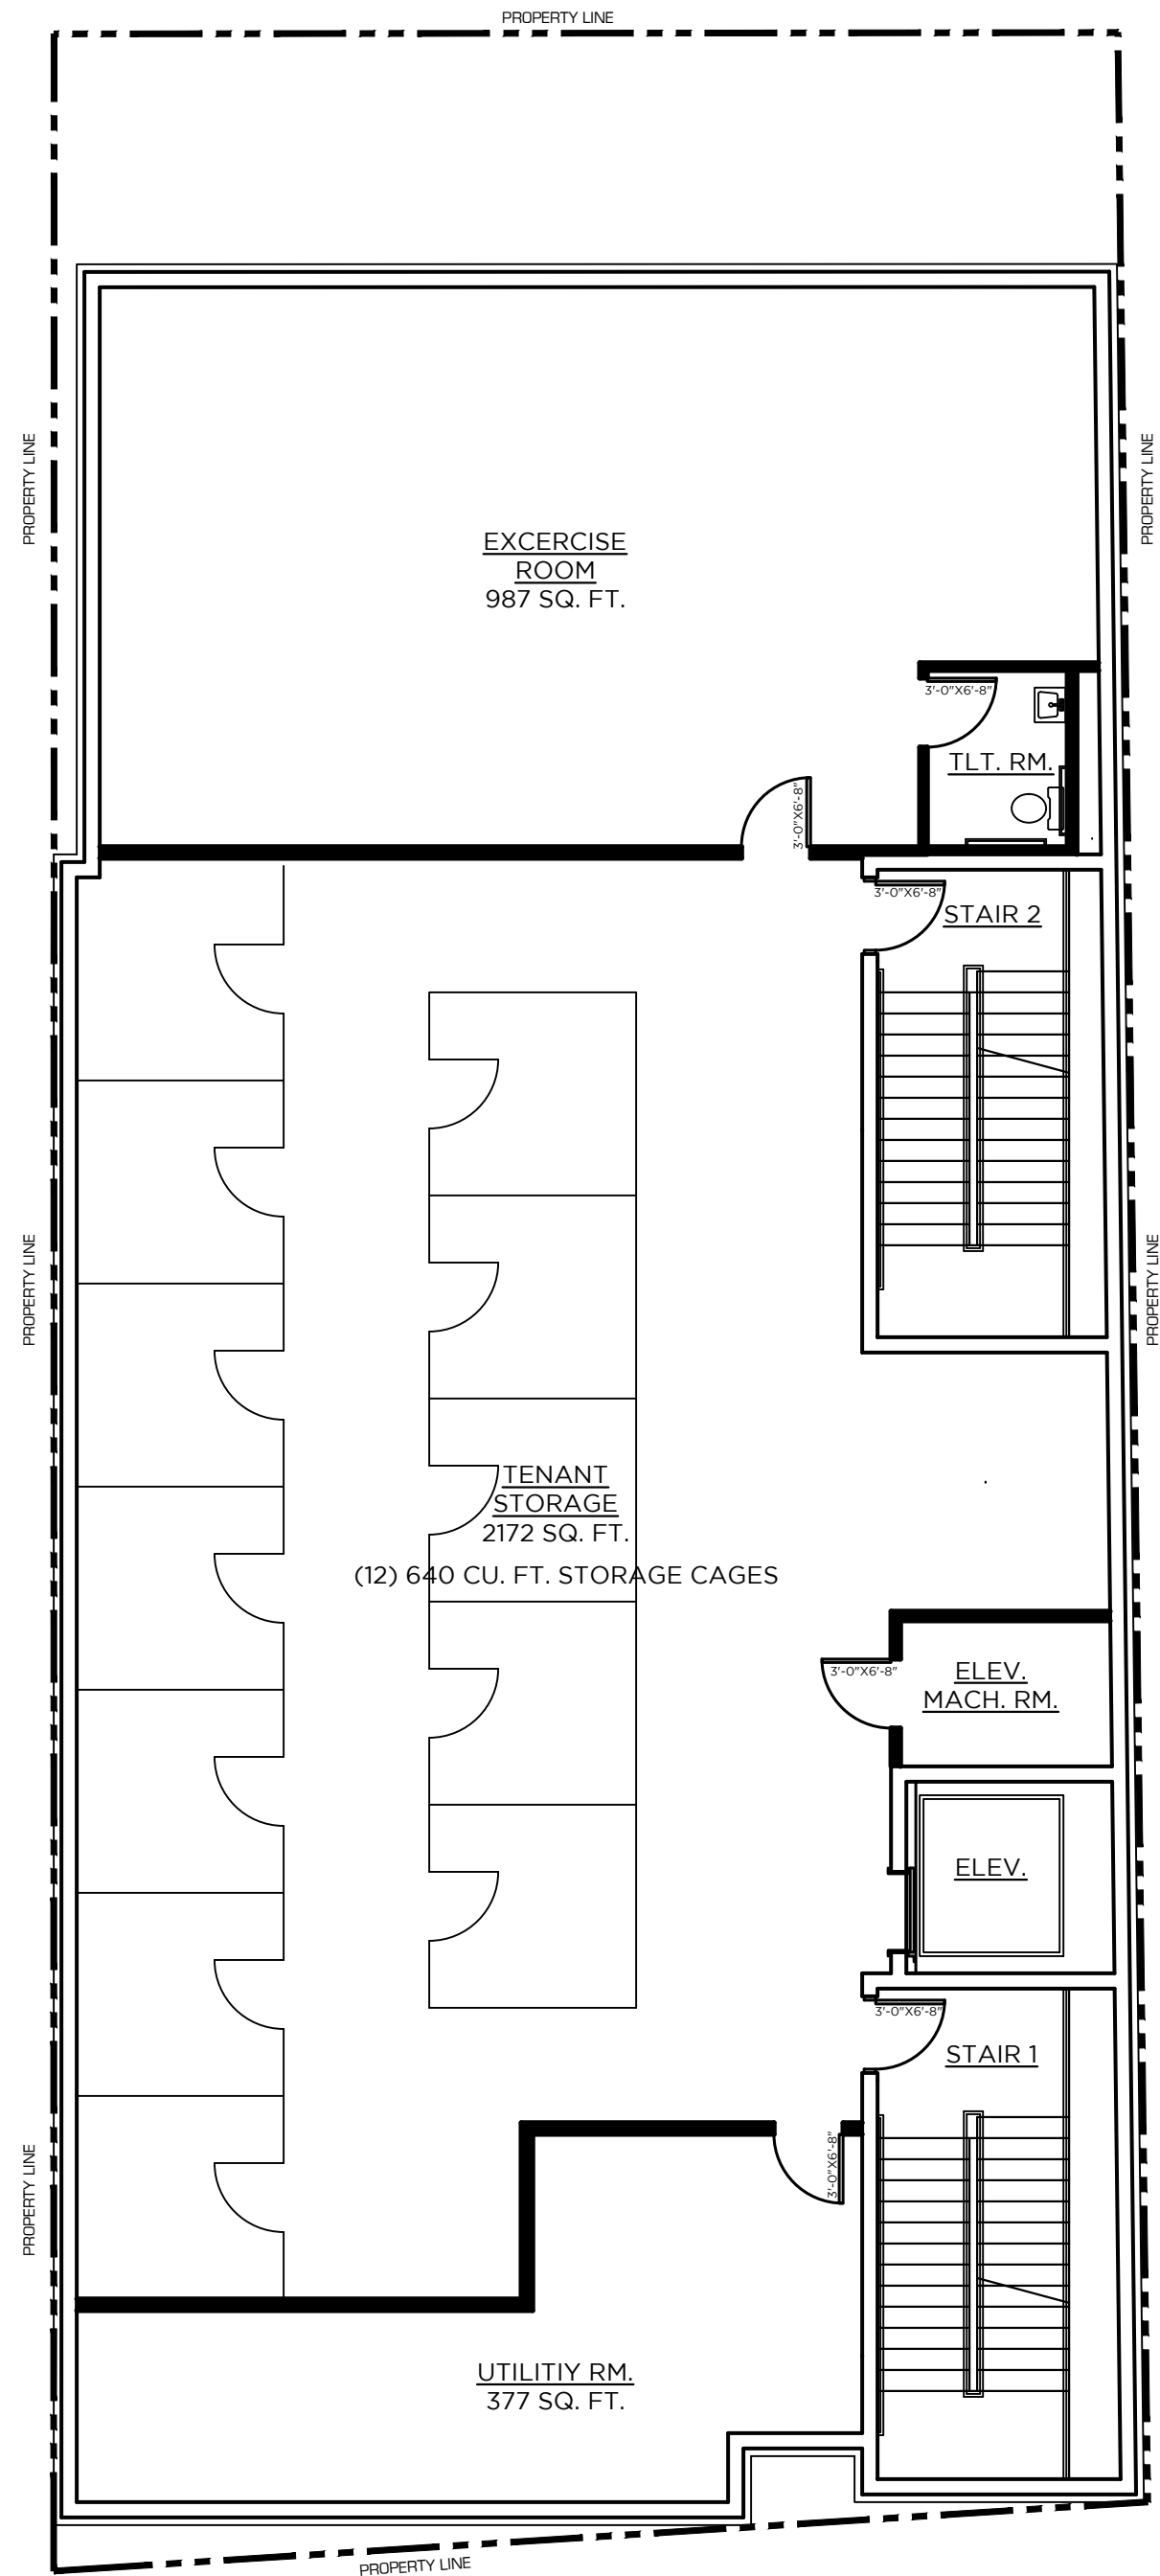 PROPERTY LINE
PROPERTY LINE
PROPERTY LINE
EXCERCISE
ROOM
987 SQ. FT.
3'-0"X6'-8"
TLT. RM.
3'-0"X6'-8"
3'-0"X6'-8"
STAIR 2
PROPERTY LINE
PROPERTY LINE
TENANT
STORAGE
2172 SQ. FT.
(12) 640 CU. FT. STORAGE CAGES
3'-0"X6'-8"
ELEV.
MACH. RM.
ELEV.
3'-0"X6'-8"
STAIR 1
3'-0"X6'-8"
PROPERTY LINE
UTILITIY RM.
377 SQ. FT.
PROPERTY LINE